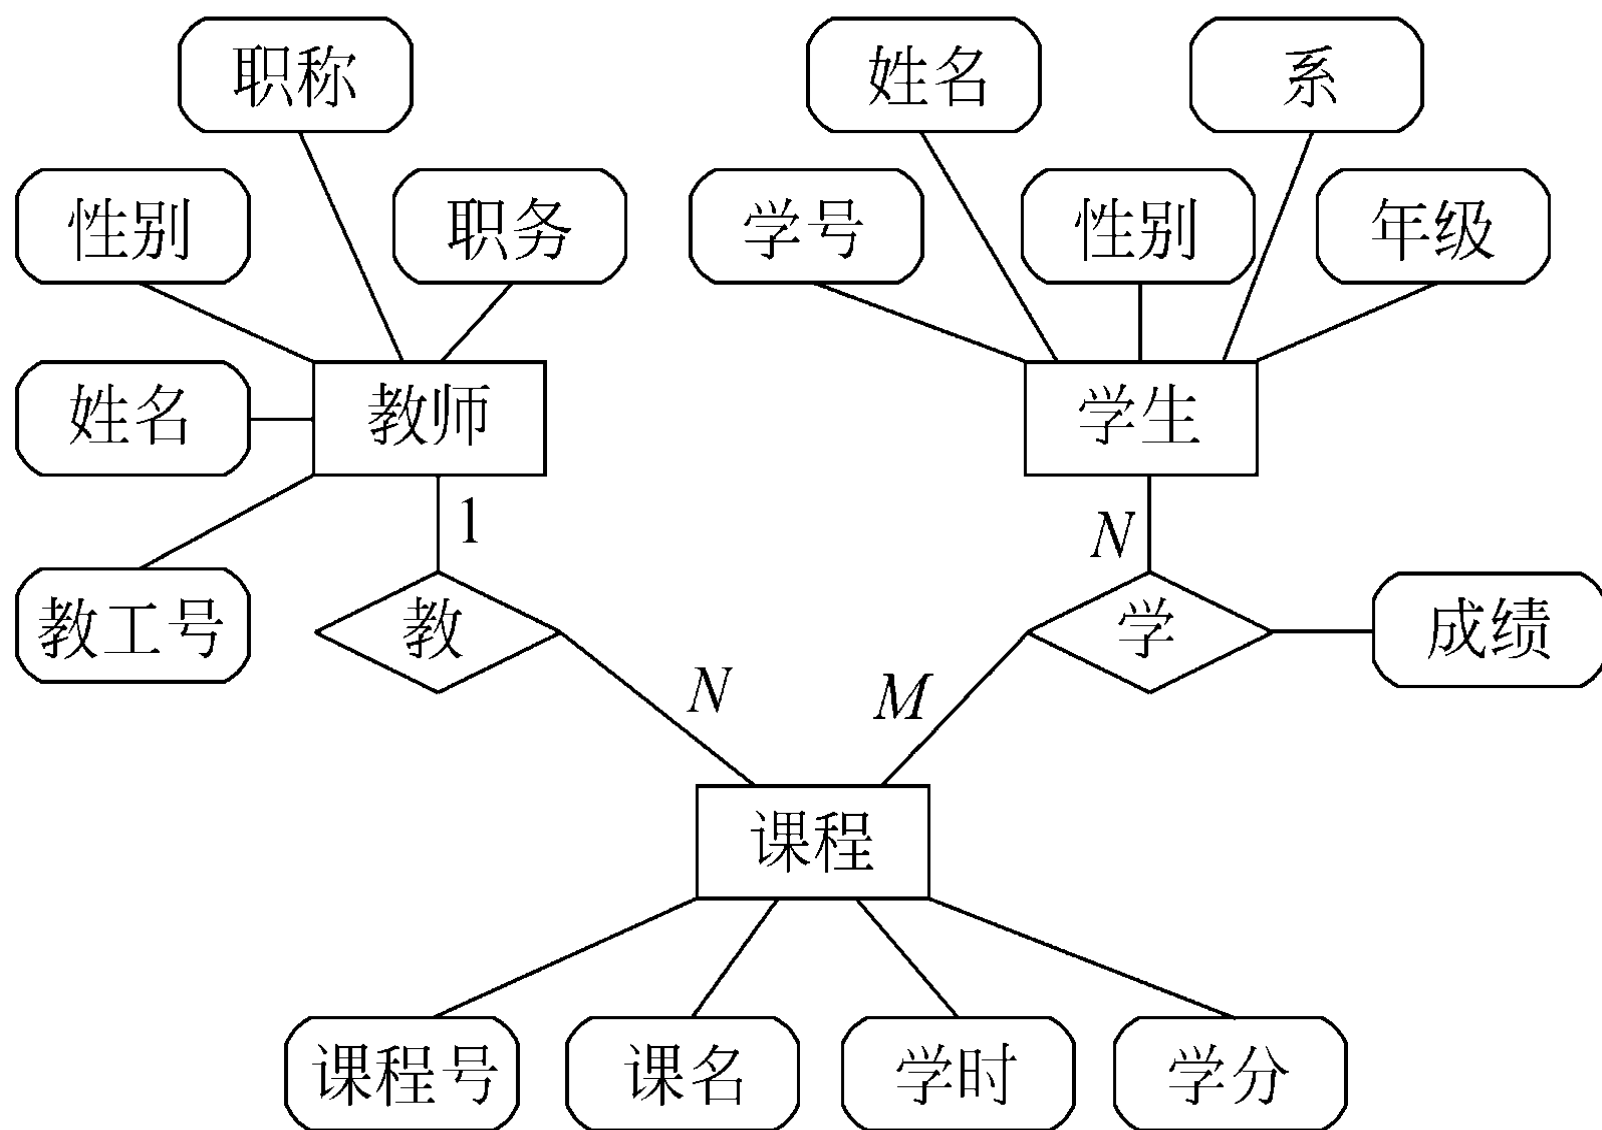 职称
姓名
系
性别
职务
学号
性别
年级
姓名
教师
学生
1
N
教工号
教
学
成绩
N
M
课程
课程号
课名
学时
学分